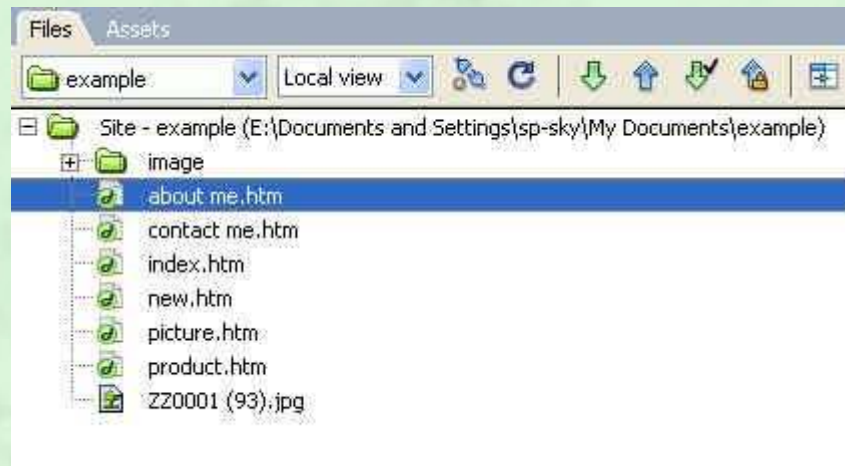 Files Assets
example Local view
Site - example (E:\Documents and Settings\sp-sky\My Documents\example)
image
about me.htm
contact me.htm
index.htm
new.htm
picture.htm
product.htm
ZZ0001 (93).jpg